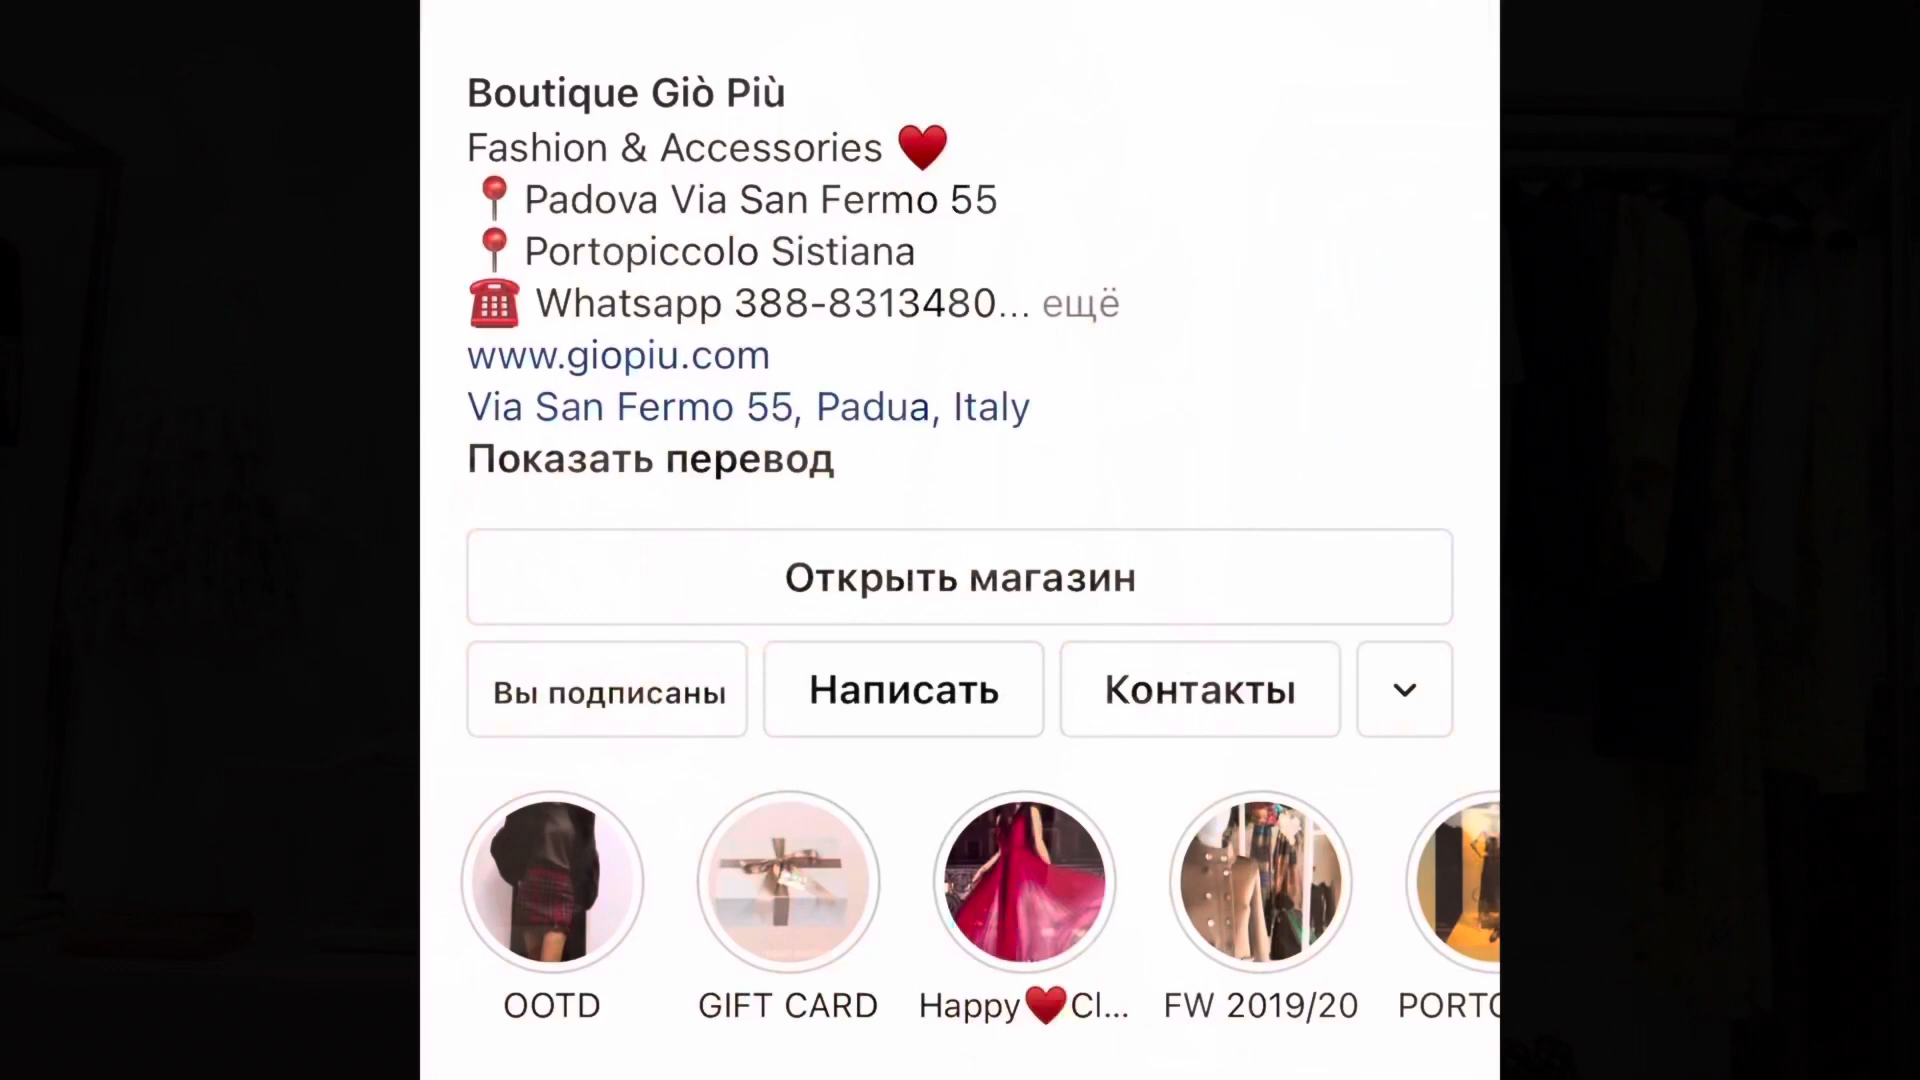 Boutique Giò Più
Fashion & Accessories ♥️
📍 Padova Via San Fermo 55
📍 Portopiccolo Sistiana
☎️ Whatsapp 388-8313480... ещё
www.giopiu.com
Via San Fermo 55, Padua, Italy
Показать перевод
Открыть магазин
Вы подписаны
Написать
Контакты
OOTD
GIFT CARD
Happy♥️Cl...
FW 2019/20
PORTO